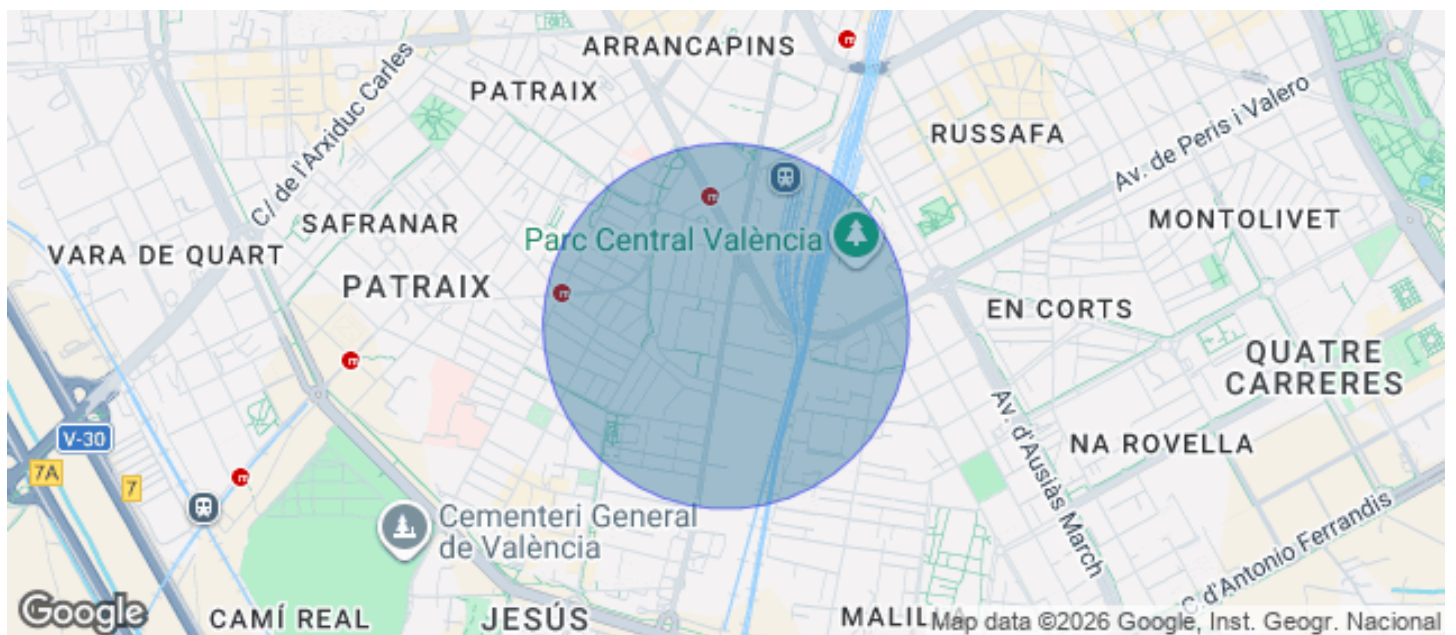 ARRANCAPINS
PATRAIX
C/ de l'Arxiduc Carles
RUSSAFA
Av. de Peris i Valero
SAFRANAR
MONTOLIVET
VARA DE QUART
Parc Central València
PATRAIX
EN CORTS
QUATRE
CARRERES
V-30
7A
7
NA ROVELLA
Av. d'Ausiàs March
Cementeri General
de València
C d'Antonio Ferrandis
Google
CAMÍ REAL
JESÚS
MALIL
Map data ©2026 Google, Inst. Geogr. Nacional